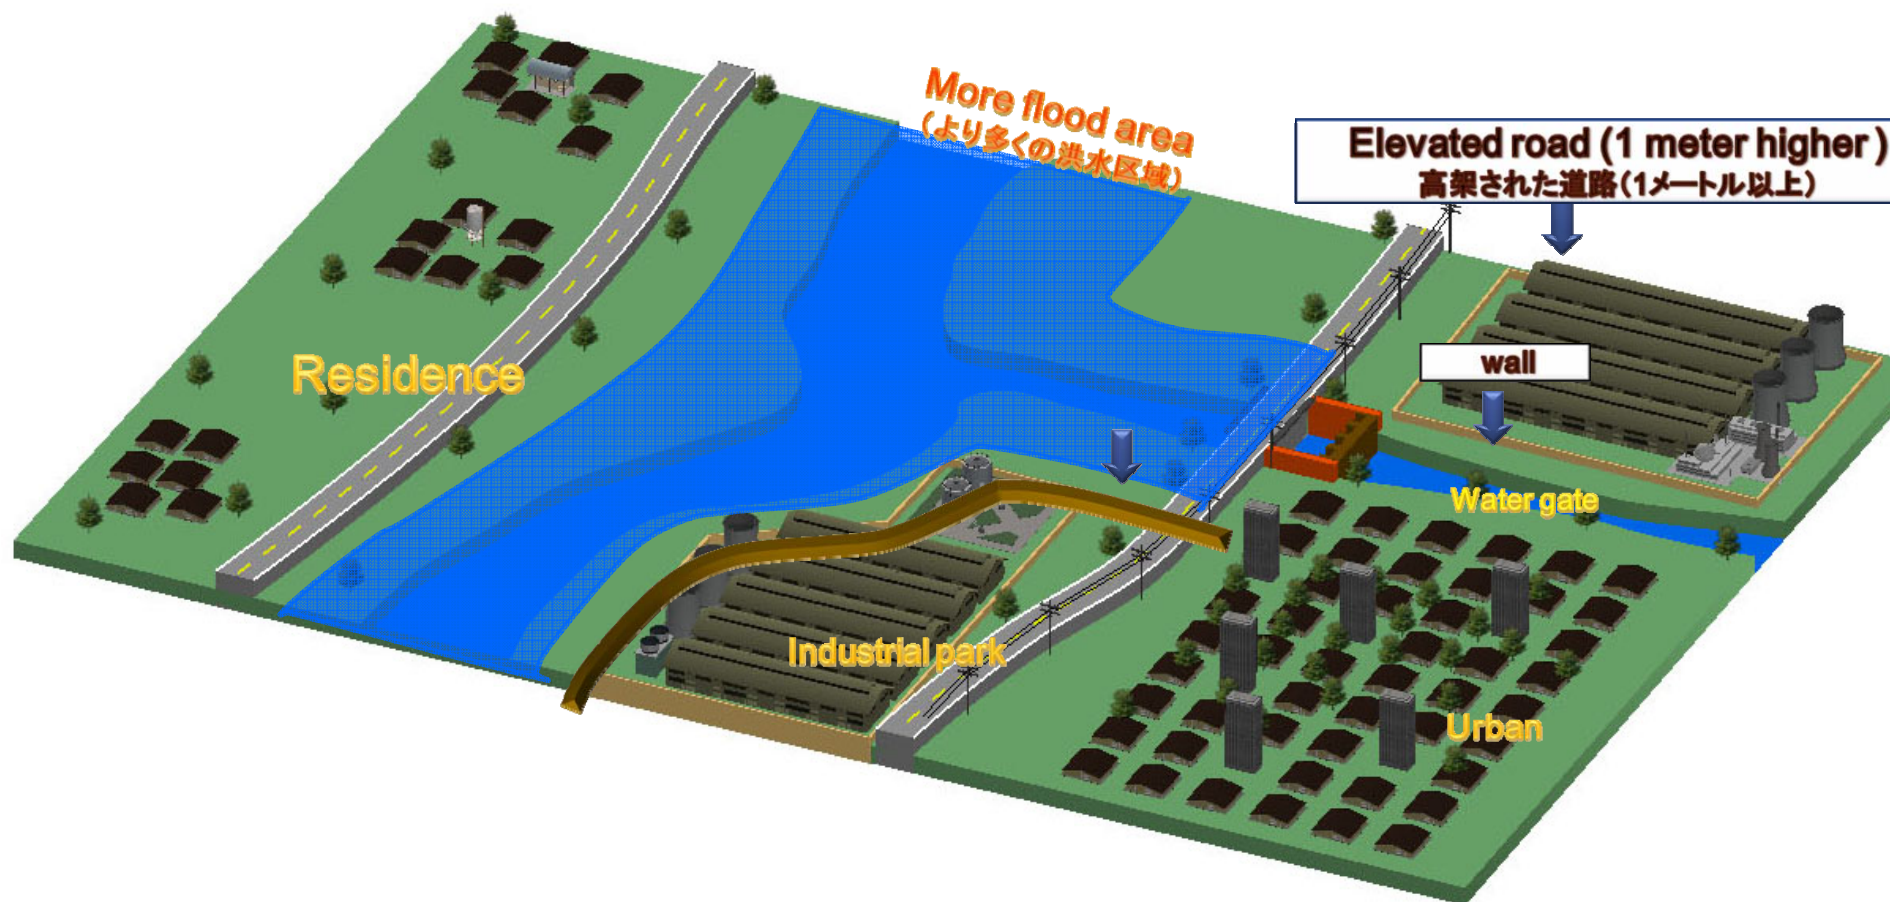 More flood area
(より多くの洪水区域)
Elevated road (1 meter higher )
高架された道路(1メートル以上)
wall
Residence
Water gate
Industrial park
Urban